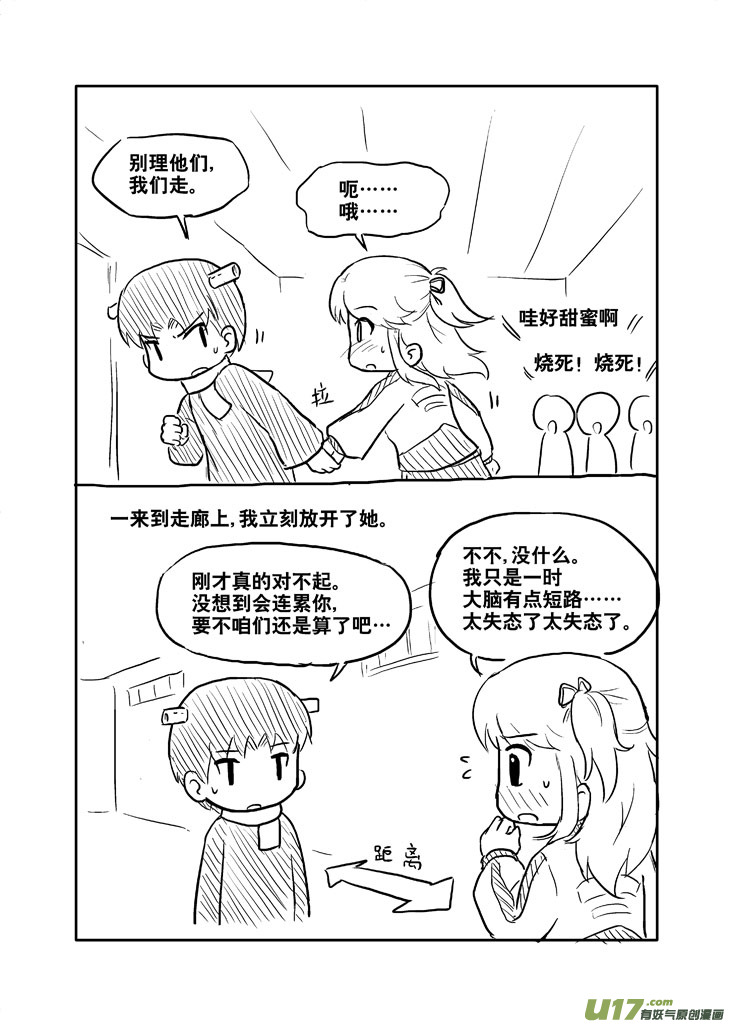 别理他们，
我们走。
呃……
哦……
哇好甜蜜啊
烧死！烧死！
拉
一来到走廊上，我立刻放开了她。
刚才真的对不起。
没想到会连累你，
要不咱们还是算了吧…
不不，没什么。
我只是一时
大脑有点短路……
太失态了太失态了。
距离
U17.com
有妖气原创漫画